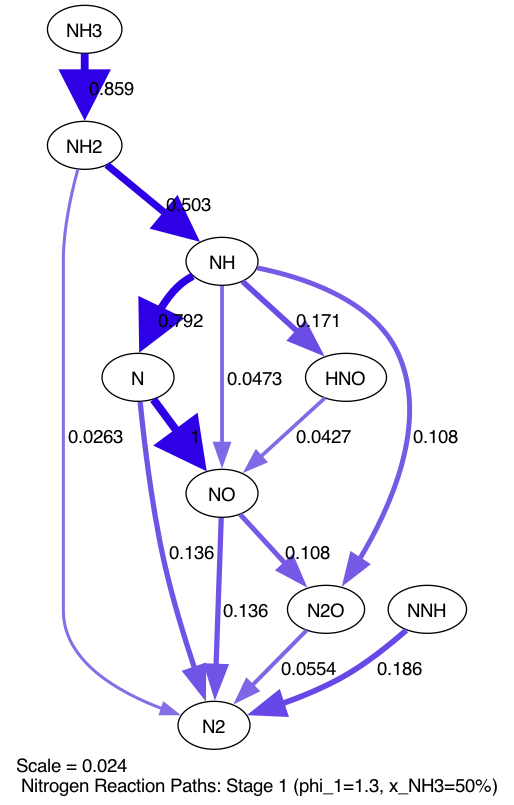 NH3
0.859
NH2
0.503
NH
0.792
0.171
N
0.0473
HNO
0.0263
1
0.0427
0.108
NO
0.136
0.108
N2O
NNH
0.136
0.0554
0.186
N2
Scale = 0.024
Nitrogen Reaction Paths: Stage 1 (phi_1=1.3, x_NH3=50%)